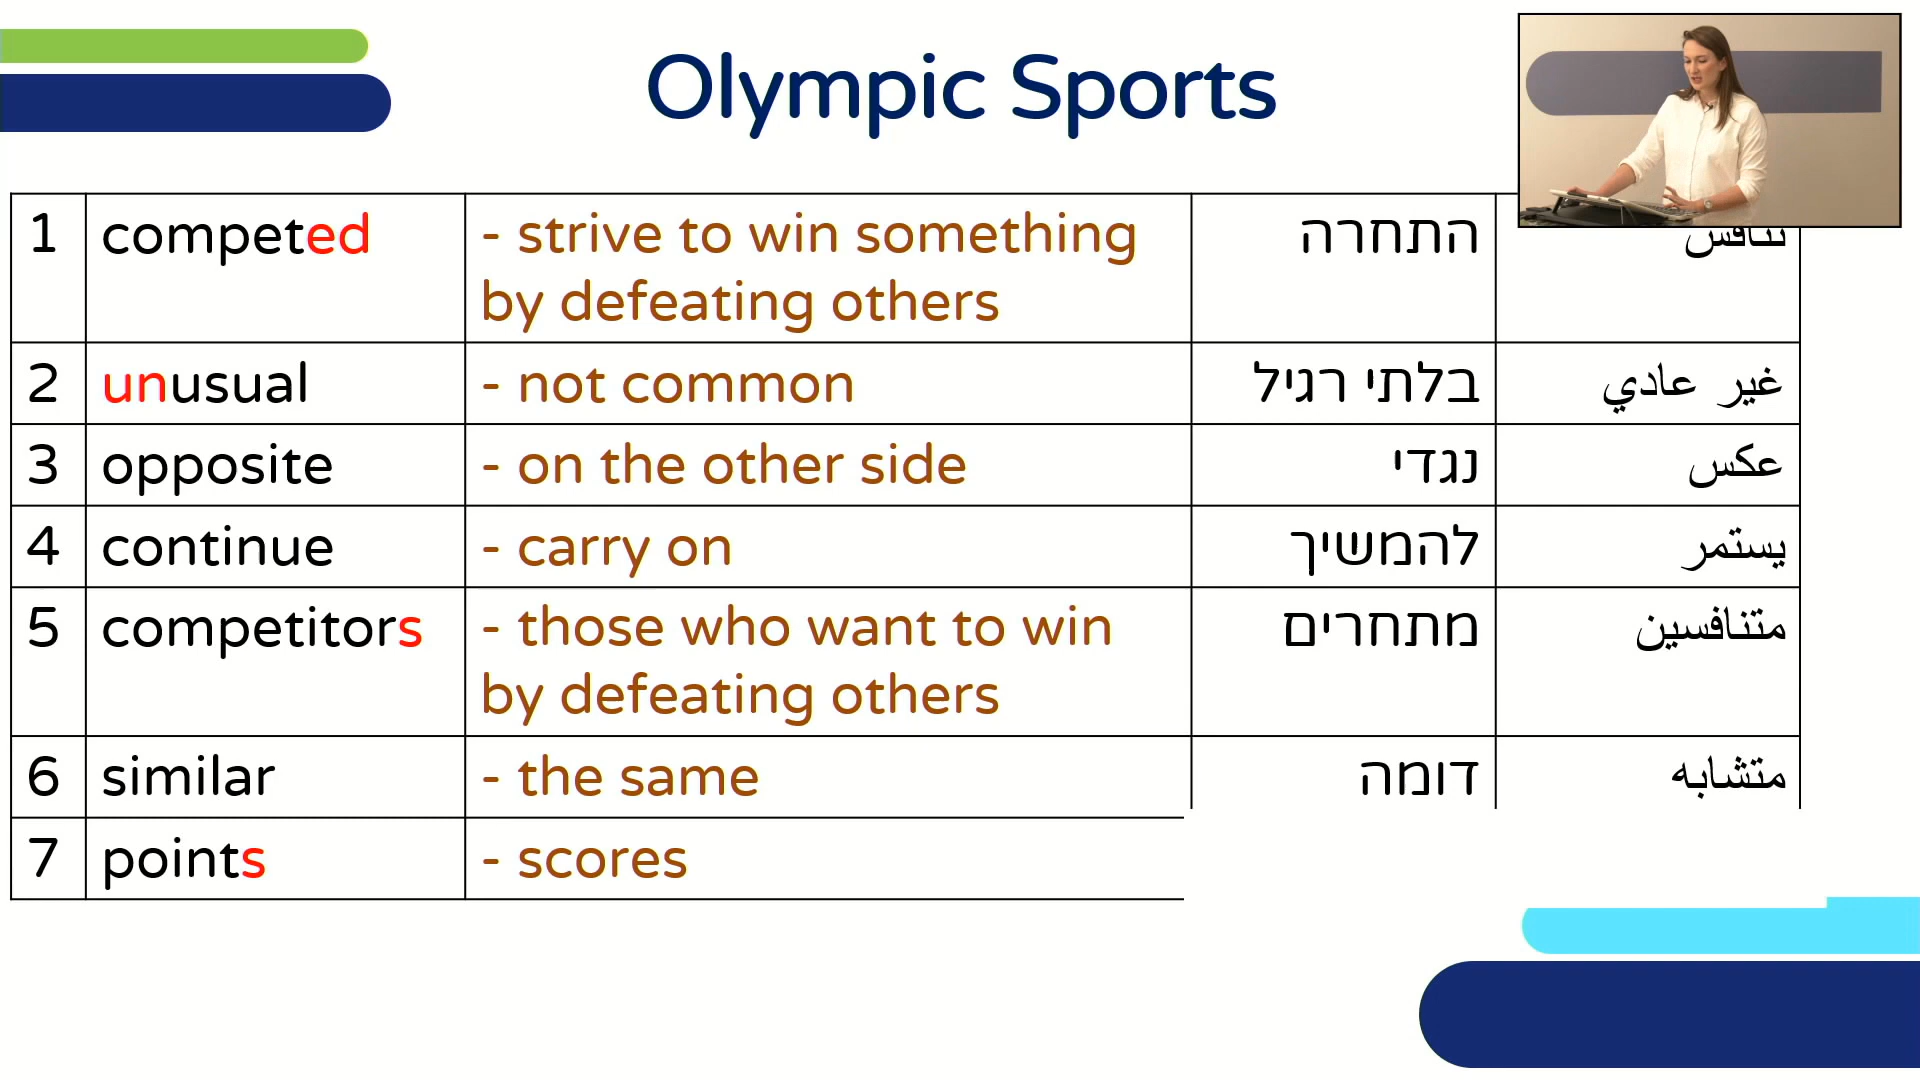 Olympic Sports
1 competed - strive to win something התחרה
by defeating others
2 unusual - not common בלתי רגיל غير عادي
3 opposite - on the other side נגדי عكس
4 continue - carry on להמשיך يستمر
5 competitors - those who want to win מתחרים متنافسين
by defeating others
6 similar - the same דומה متشابه
7 points - scores